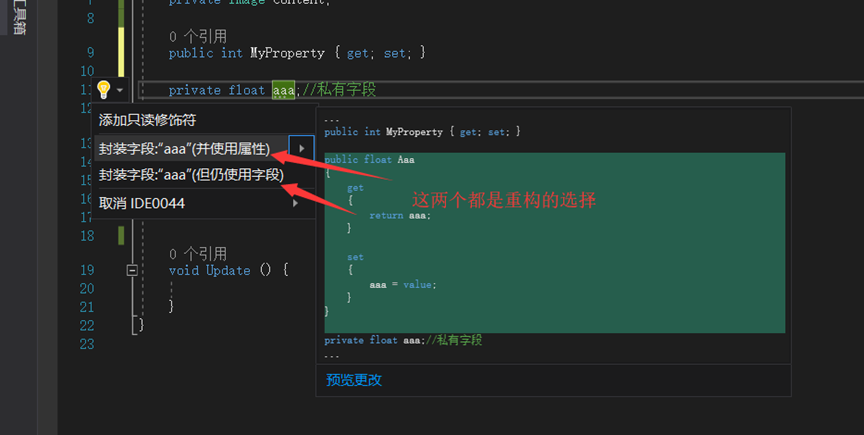 工具箱
7 private Image Content;
8
0 个引用
9 public int MyProperty { get; set; }
10
11 private float aaa;//私有字段
12
添加只读修饰符
13
封装字段:“aaa”(并使用属性)
14
15
封装字段:“aaa”(但仍使用字段)
16
取消 IDE0044
17
18
0 个引用
19 void Update () {
20
21 }
22 }
23
...
public int MyProperty { get; set; }
public float Aaa
{
get
{
return aaa;
}
set
{
aaa = value;
}
}
private float aaa;//私有字段
...
预览更改
这两个都是重构的选择